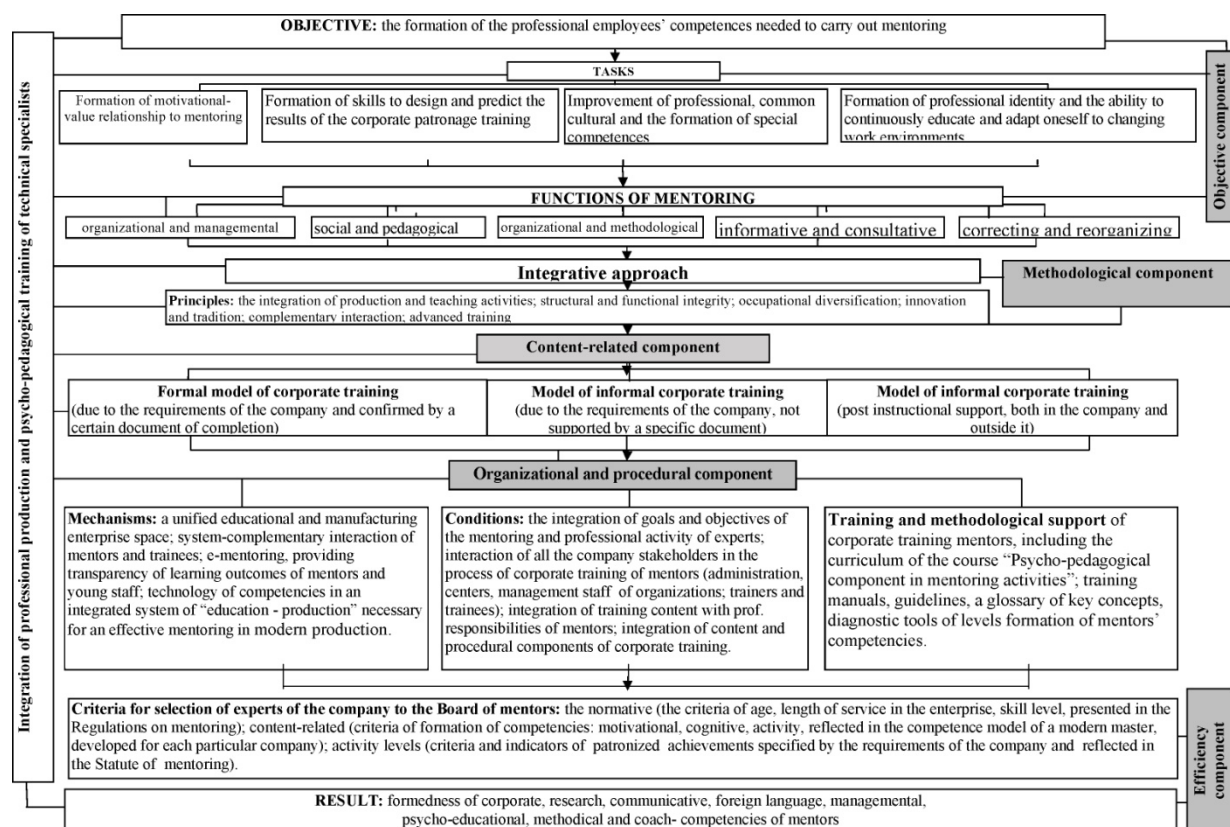 OBJECTIVE: the formation of the professional employees' competences needed to carry out mentoring
TASKS
Formation of motivational-
value relationship to mentoring
Formation of skills to design and predict the
results of the corporate patronage training
Improvement of professional, common
cultural and the formation of special
competences
Formation of professional identity and the ability to
continuously educate and adapt oneself to changing
work environments
Objective component
Integration of professional production and psycho-pedagogical training of technical specialists
FUNCTIONS OF MENTORING
organizational and managemental
social and pedagogical
organizational and methodological
informative and consultative
correcting and reorganizing
Integrative approach
Methodological component
Principles: the integration of production and teaching activities; structural and functional integrity; occupational diversification; innovation
and tradition; complementary interaction; advanced training
Content-related component
Formal model of corporate training
(due to the requirements of the company and confirmed by a
certain document of completion)
Model of informal corporate training
(due to the requirements of the company, not
supported by a specific document)
Model of informal corporate training
(post instructional support, both in the company and
outside it)
Organizational and procedural component
Mechanisms: a unified educational and manufacturing
enterprise space; system-complementary interaction of
mentors and trainees; e-mentoring, providing
transparency of learning outcomes of mentors and
young staff; technology of competencies in an
integrated system of "education - production" necessary
for an effective mentoring in modern production.
Conditions: the integration of goals and objectives of
the mentoring and professional activity of experts;
interaction of all the company stakeholders in the
process of corporate training of mentors (administration,
centers, management staff of organizations; trainers and
trainees); integration of training content with prof.
responsibilities of mentors; integration of content and
procedural components of corporate training.
Training and methodological support of
corporate training mentors, including the
curriculum of the course "Psycho-pedagogical
component in mentoring activities"; training
manuals, guidelines, a glossary of key concepts,
diagnostic tools of levels formation of mentors'
competencies.
Criteria for selection of experts of the company to the Board of mentors: the normative (the criteria of age, length of service in the enterprise, skill level, presented in the
Regulations on mentoring); content-related (criteria of formation of competencies: motivational, cognitive, activity, reflected in the competence model of a modern master,
developed for each particular company); activity levels (criteria and indicators of patronized achievements specified by the requirements of the company and reflected in
the Statute of mentoring).
Efficiency
component
RESULT: formedness of corporate, research, communicative, foreign language, managemental,
psycho-educational, methodical and coach- competencies of mentors